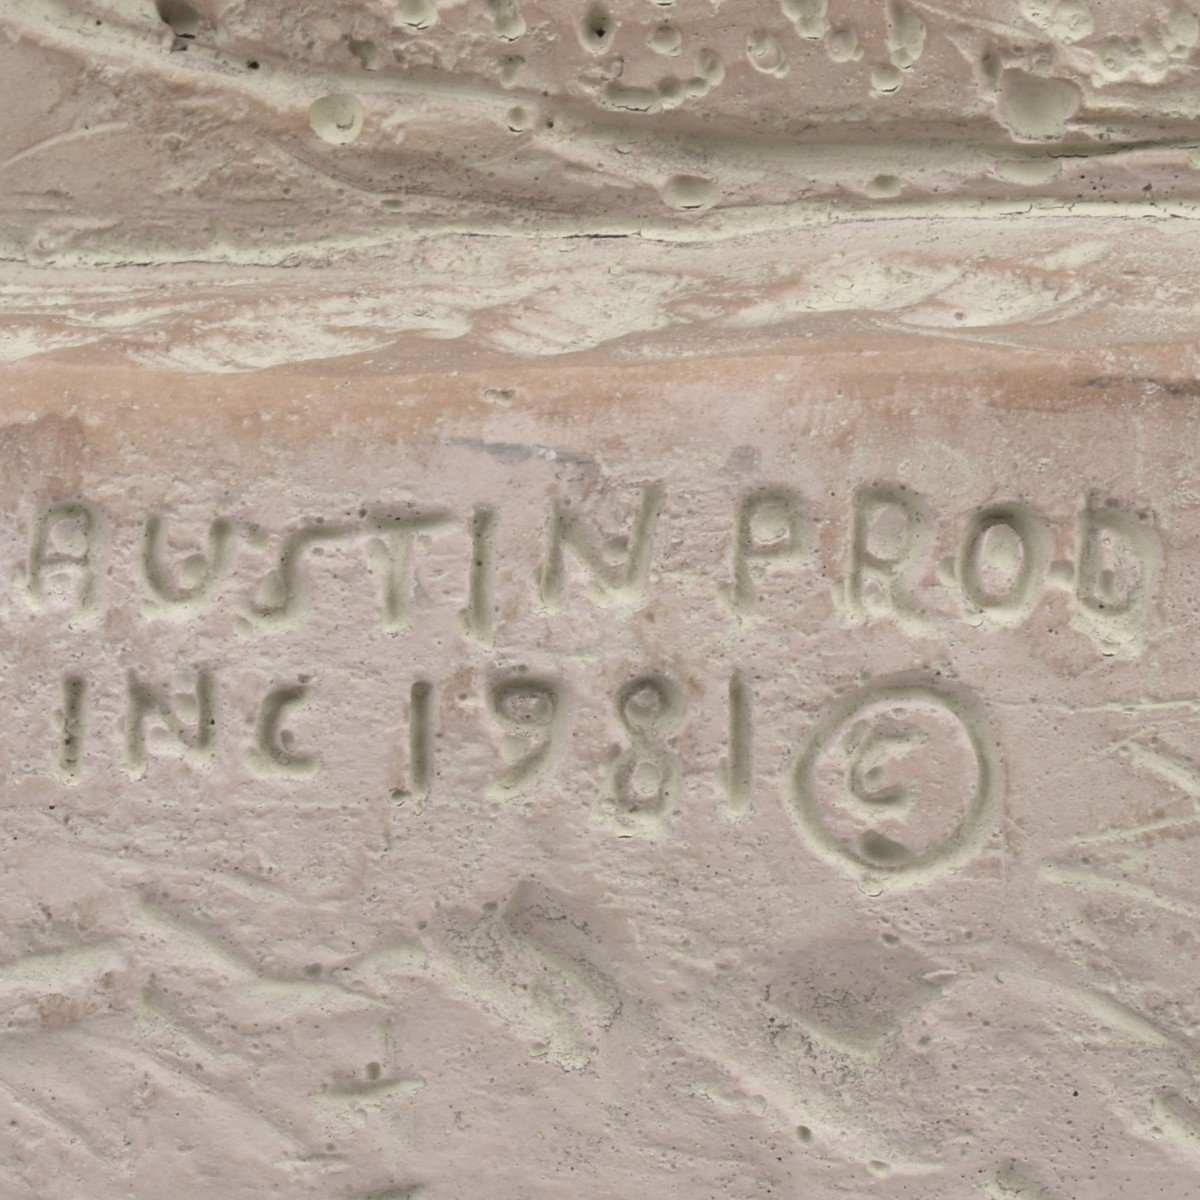 AUSTIN PROD
INC 1981 ©